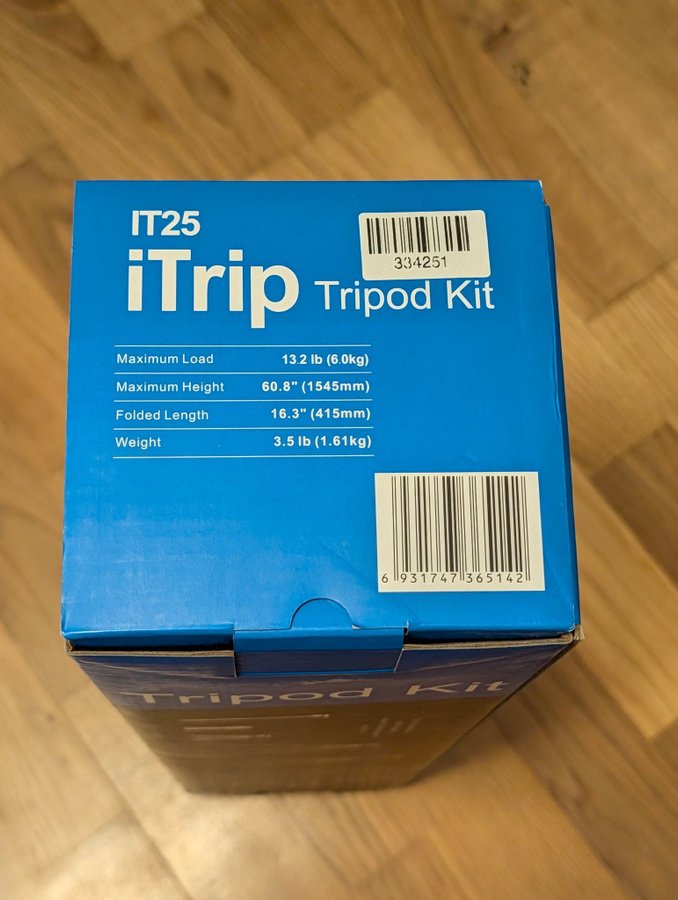 IT25
334251
iTrip Tripod Kit
Maximum Load 13.2 lb (6.0kg)
Maximum Height 60.8" (1545mm)
Folded Length 16.3" (415mm)
Weight 3.5 lb (1.61kg)
6 931747 365142
Tripod Kit